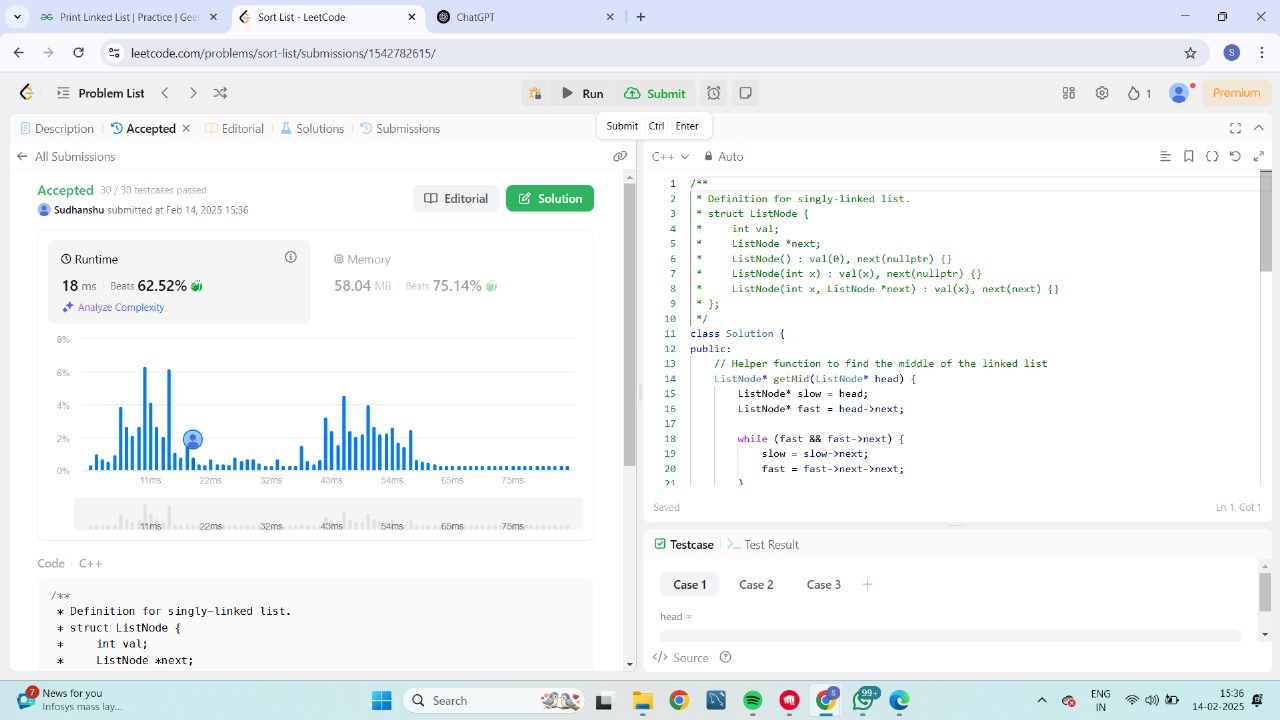 Print Linked List | Practice | Geel
Sort List - LeetCode
ChatGPT
leetcode.com/problems/sort-list/submissions/1542782615/
S
Problem List
Run
Submit
1
Premium
Description
Accepted
Editorial
Solutions
Submissions
Submit Ctrl Enter
All Submissions
C++
Auto
Accepted 30 / 30 testcases passed
Sudhanshu submitted at Feb 14, 2025 15:36
Editorial
Solution
Runtime
18 ms Beats 62.52%
Analyze Complexity
Memory
58.04 MB Beats 75.14%
8%
6%
4%
2%
0%
11ms 22ms 32ms 43ms 54ms 65ms 75ms
11ms 22ms 32ms 43ms 54ms 65ms 75ms
Code C++
/**
* Definition for singly-linked list.
* struct ListNode {
*     int val;
*     ListNode *next;
1 /**
2 * Definition for singly-linked list.
3 * struct ListNode {
4 *     int val;
5 *     ListNode *next;
6 *     ListNode() : val(0), next(nullptr) {}
7 *     ListNode(int x) : val(x), next(nullptr) {}
8 *     ListNode(int x, ListNode *next) : val(x), next(next) {}
9 * };
10 */
11 class Solution {
12 public:
13 // Helper function to find the middle of the linked list
14 ListNode* getMid(ListNode* head) {
15 ListNode* slow = head;
16 ListNode* fast = head->next;
17
18 while (fast && fast->next) {
19 slow = slow->next;
20 fast = fast->next->next;
21 }
Saved
Ln 1, Col 1
Testcase
Test Result
Case 1
Case 2
Case 3
head =
Source
7
News for you
Infosys mass lay...
Search
S
99+
ENG
IN
15:36
14-02-2025